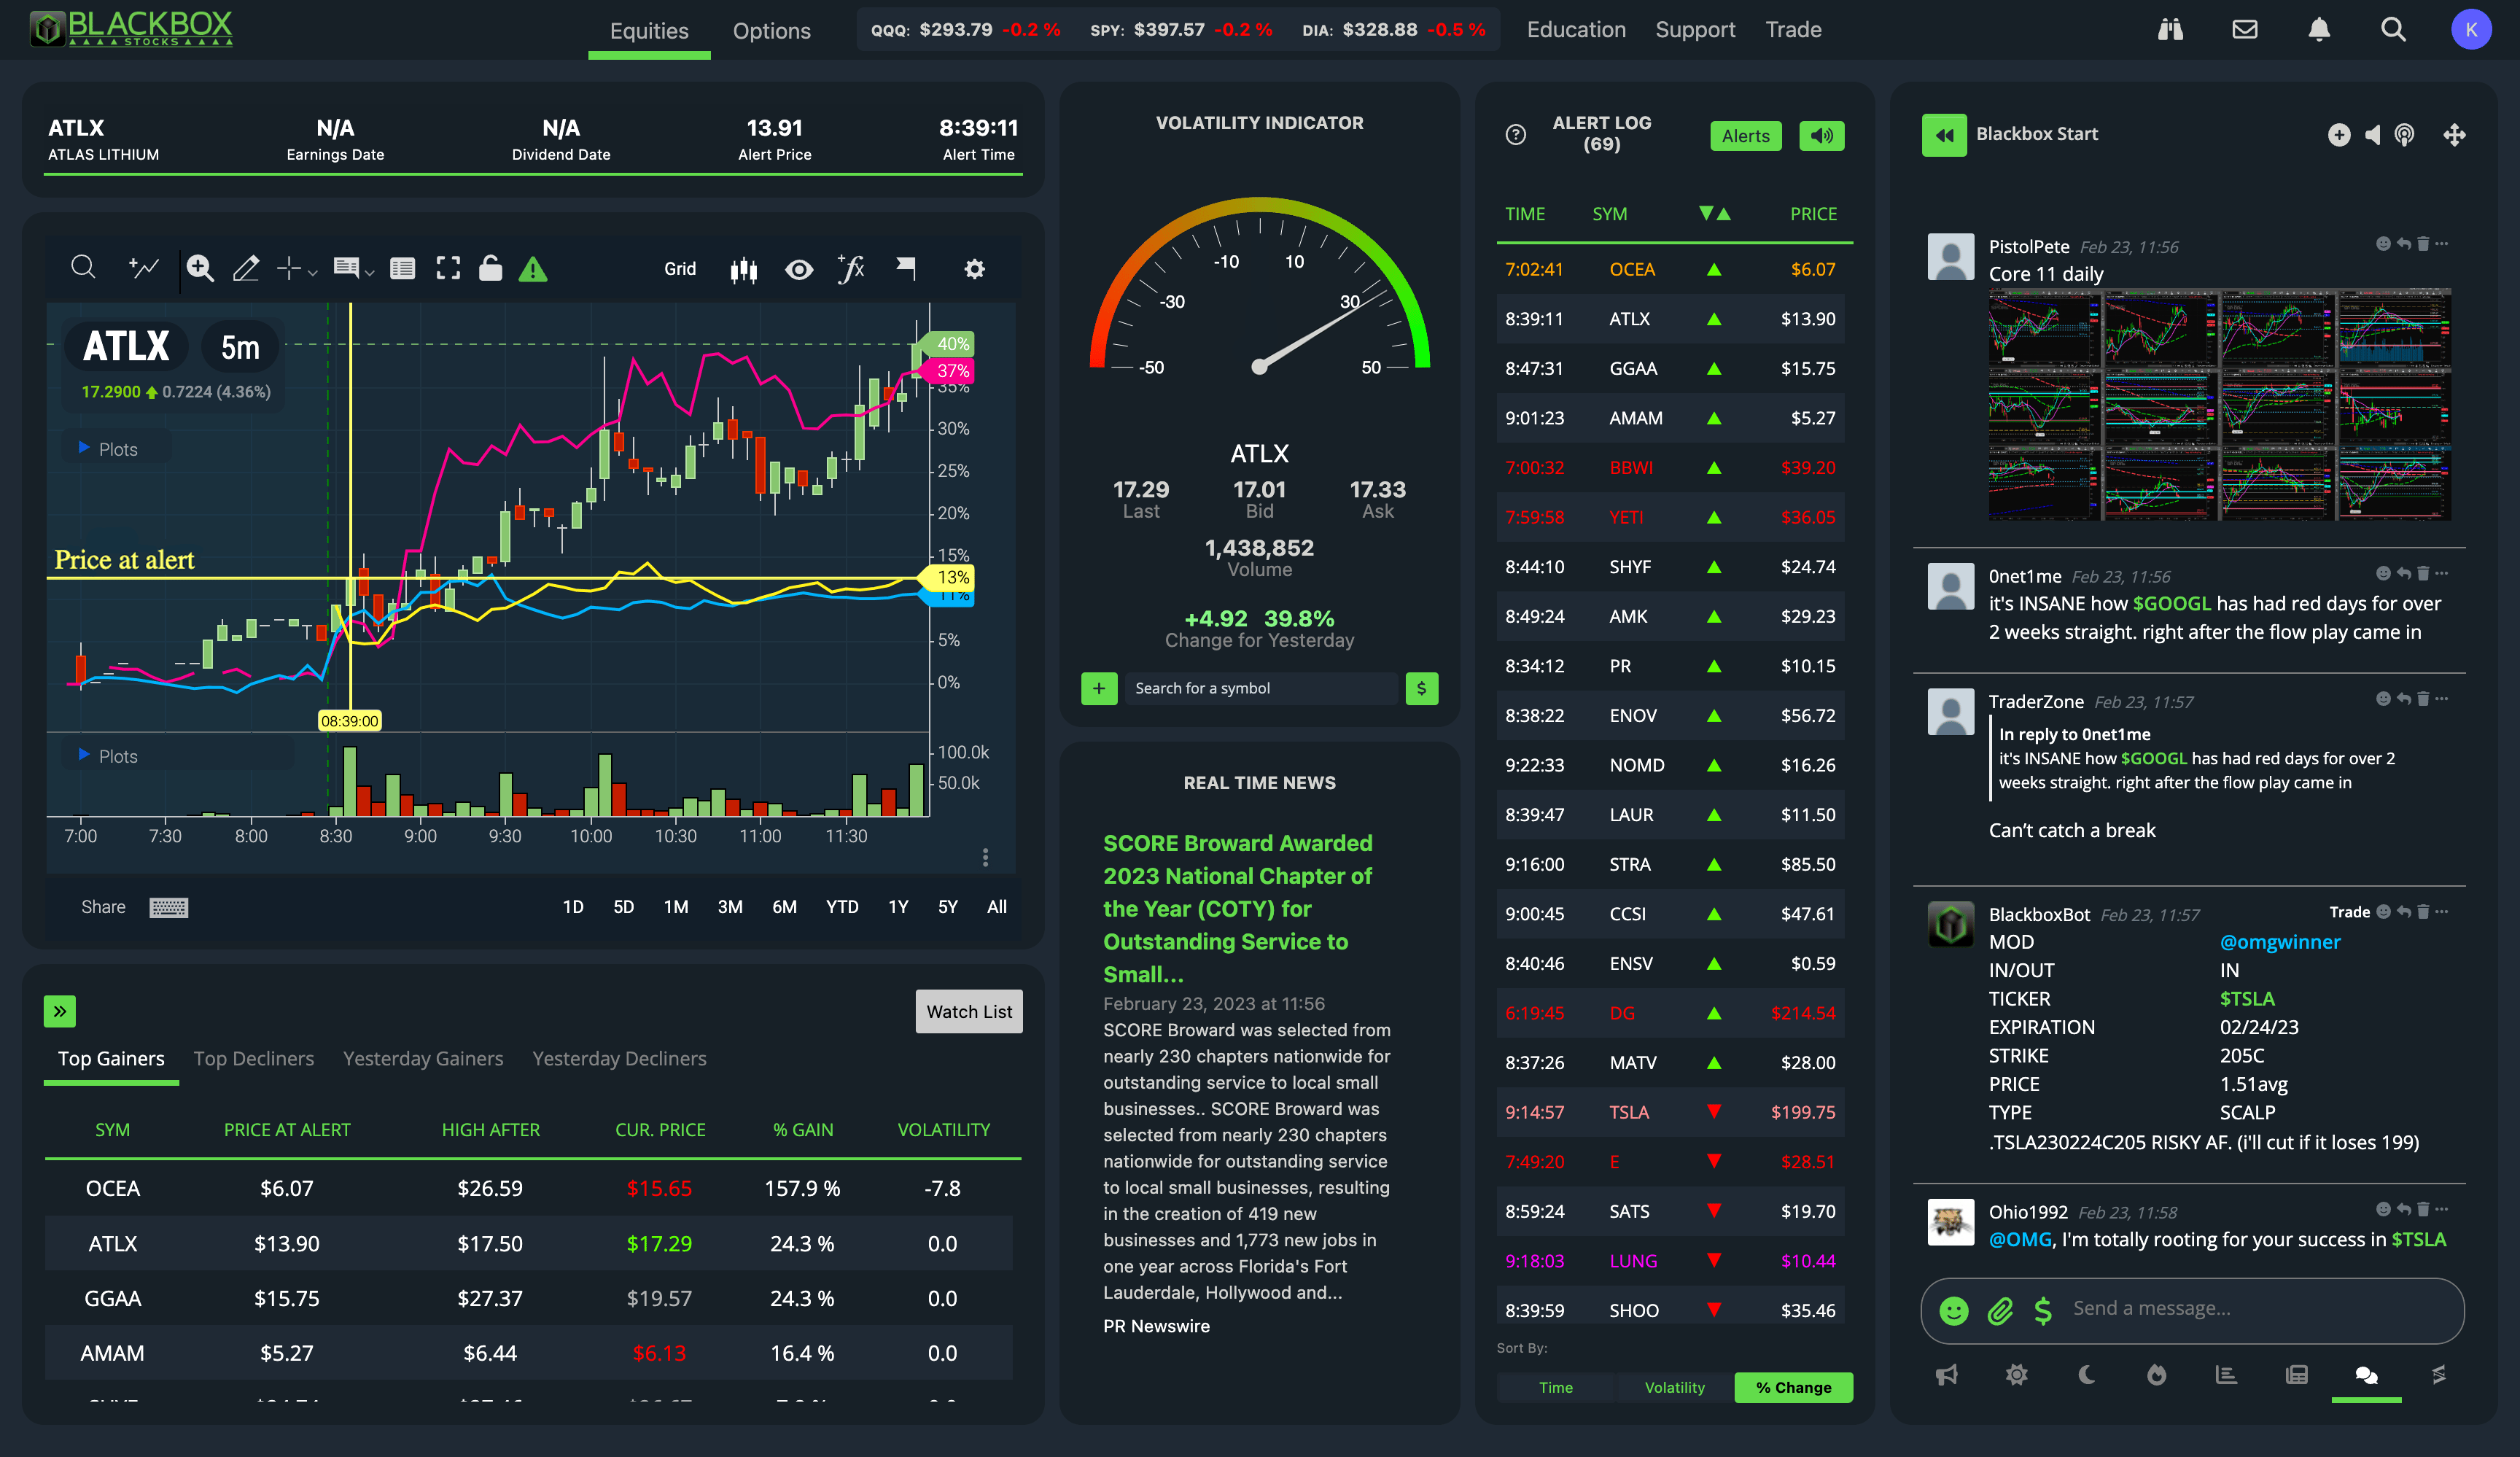 BLACKBOX
STOCKS
Equities
Options
QQQ: $293.79 -0.2 % SPY: $397.57 -0.2 % DIA: $328.88 -0.5 %
Education
Support
Trade
K
ATLX
ATLAS LITHIUM
N/A
Earnings Date
N/A
Dividend Date
13.91
Alert Price
8:39:11
Alert Time
Grid
ATLX
5m
17.2900 0.7224 (4.36%)
Plots
Price at alert
40%
37%
35%
30%
25%
20%
15%
13%
11%
5%
0%
08:39:00
Plots
100.0k
50.0k
7:00 7:30 8:00 8:30 9:00 9:30 10:00 10:30 11:00 11:30
Share
1D 5D 1M 3M 6M YTD 1Y 5Y All
Watch List
Top Gainers Top Decliners Yesterday Gainers Yesterday Decliners
SYM PRICE AT ALERT HIGH AFTER CUR. PRICE % GAIN VOLATILITY
OCEA $6.07 $26.59 $15.65 157.9 % -7.8
ATLX $13.90 $17.50 $17.29 24.3 % 0.0
GGAA $15.75 $27.37 $19.57 24.3 % 0.0
AMAM $5.27 $6.44 $6.13 16.4 % 0.0
VOLATILITY INDICATOR
-10 10
-30 30
-50 50
ATLX
17.29 17.01 17.33
Last Bid Ask
1,438,852
Volume
+4.92 39.8%
Change for Yesterday
+ Search for a symbol $
REAL TIME NEWS
SCORE Broward Awarded
2023 National Chapter of
the Year (COTY) for
Outstanding Service to
Small...
February 23, 2023 at 11:56
SCORE Broward was selected from
nearly 230 chapters nationwide for
outstanding service to local small
businesses.. SCORE Broward was
selected from nearly 230 chapters
nationwide for outstanding service
to local small businesses, resulting
in the creation of 419 new
businesses and 1,773 new jobs in
one year across Florida's Fort
Lauderdale, Hollywood and...
PR Newswire
ALERT LOG
(69)
Alerts
TIME SYM ▼▲ PRICE
7:02:41 OCEA ▲ $6.07
8:39:11 ATLX ▲ $13.90
8:47:31 GGAA ▲ $15.75
9:01:23 AMAM ▲ $5.27
7:00:32 BBWI ▲ $39.20
7:59:58 YETI ▲ $36.05
8:44:10 SHYF ▲ $24.74
8:49:24 AMK ▲ $29.23
8:34:12 PR ▲ $10.15
8:38:22 ENOV ▲ $56.72
9:22:33 NOMD ▲ $16.26
8:39:47 LAUR ▲ $11.50
9:16:00 STRA ▲ $85.50
9:00:45 CCSI ▲ $47.61
8:40:46 ENSV ▲ $0.59
6:19:45 DG ▲ $214.54
8:37:26 MATV ▲ $28.00
9:14:57 TSLA ▼ $199.75
7:49:20 E ▼ $28.51
8:59:24 SATS ▼ $19.70
9:18:03 LUNG ▼ $10.44
8:39:59 SHOO ▼ $35.46
Sort By:
Time Volatility % Change
Blackbox Start
PistolPete Feb 23, 11:56
Core 11 daily
0net1me Feb 23, 11:56
it's INSANE how $GOOGL has had red days for over
2 weeks straight. right after the flow play came in
TraderZone Feb 23, 11:57
In reply to 0net1me
it's INSANE how $GOOGL has had red days for over 2
weeks straight. right after the flow play came in
Can't catch a break
BlackboxBot Feb 23, 11:57 Trade
MOD @omgwinner
IN/OUT IN
TICKER $TSLA
EXPIRATION 02/24/23
STRIKE 205C
PRICE 1.51avg
TYPE SCALP
.TSLA230224C205 RISKY AF. (i'll cut if it loses 199)
Ohio1992 Feb 23, 11:58
@OMG, I'm totally rooting for your success in $TSLA
Send a message...